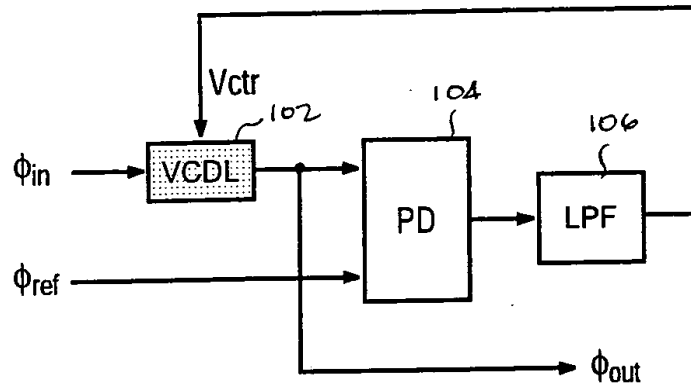 Vctr
102
104
106
ϕin
VCDL
PD
LPF
ϕref
ϕout